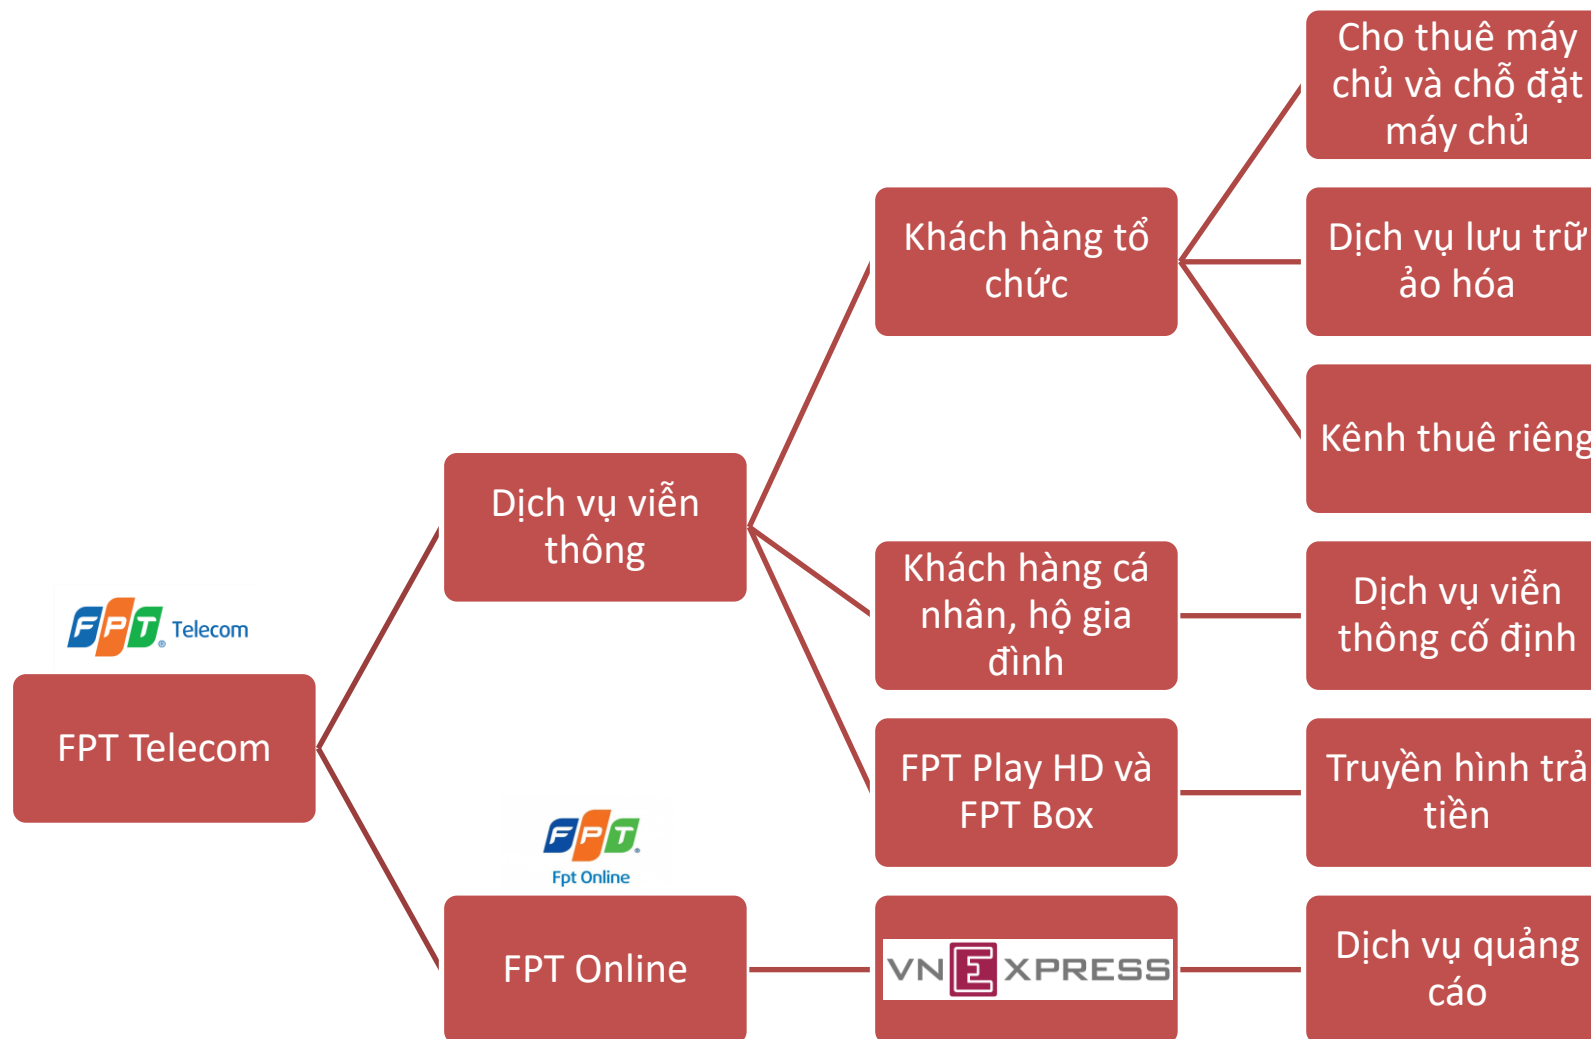 Cho thuê máy
chủ và chỗ đặt
máy chủ
Khách hàng tổ
chức
Dịch vụ lưu trữ
ảo hóa
Kênh thuê riêng
Dịch vụ viễn
thông
Khách hàng cá
nhân, hộ gia
đình
Dịch vụ viễn
thông cố định
FPT® Telecom
FPT Telecom
FPT Play HD và
FPT Box
Truyền hình trả
tiền
FPT®
Fpt Online
FPT Online
VNEXPRESS
Dịch vụ quảng
cáo